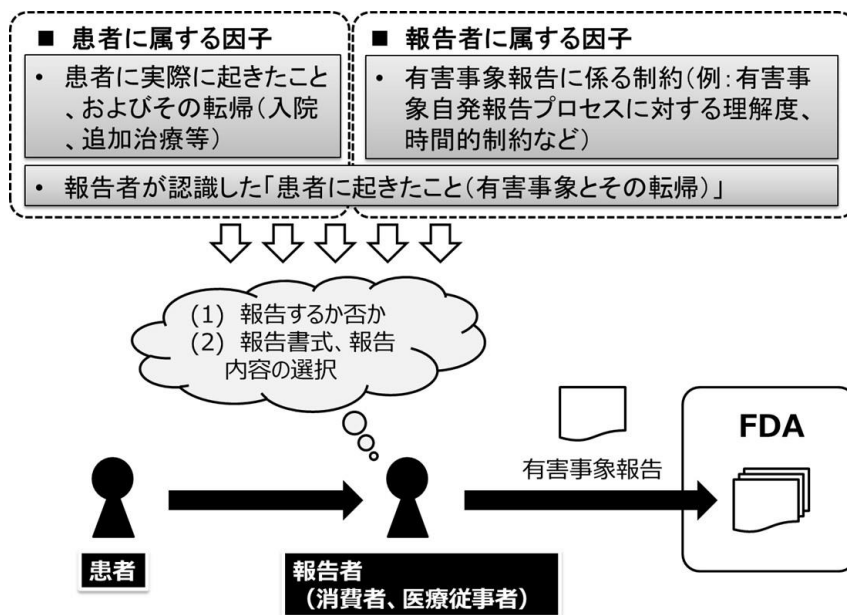 ■ 患者に属する因子
• 患者に実際に起きたこと
、およびその転帰(入院
、追加治療等)
■ 報告者に属する因子
• 有害事象報告に係る制約(例:有害事
象自発報告プロセスに対する理解度、
時間的制約など)
• 報告者が認識した「患者に起きたこと(有害事象とその転帰)」
(1) 報告するか否か
(2) 報告書式、報告
内容の選択
有害事象報告
FDA
患者
報告者
(消費者、医療従事者)